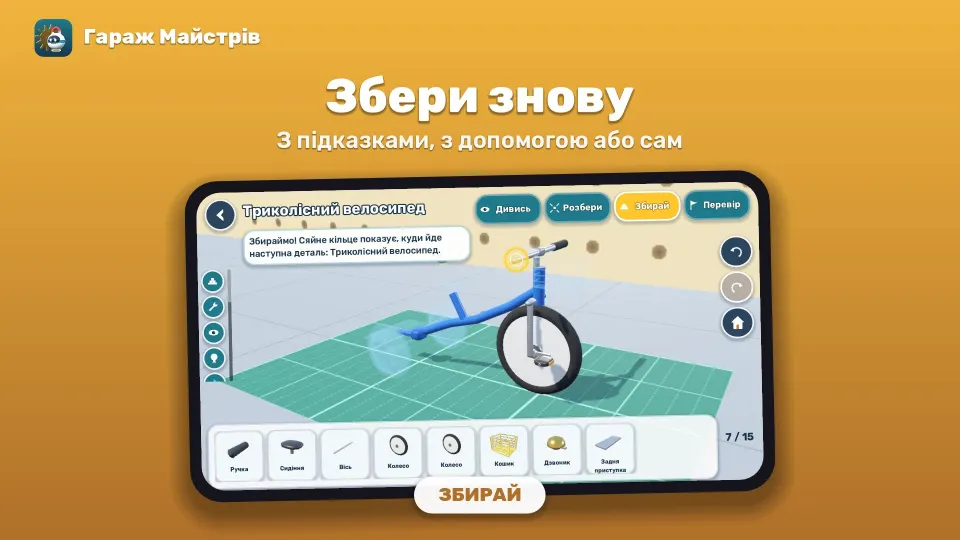 Гараж Майстрів
Збери знову
З підказками, з допомогою або сам
Триколісний велосипед
Дивись
Розбери
Збирай
Перевір
Збираймо! Сяйне кільце показує, куди йде
наступна деталь: Триколісний велосипед.
7 / 15
Ручка
Сидіння
Вісь
Колесо
Колесо
Кошик
Дзвоник
Задня
приступка
ЗБИРАЙ